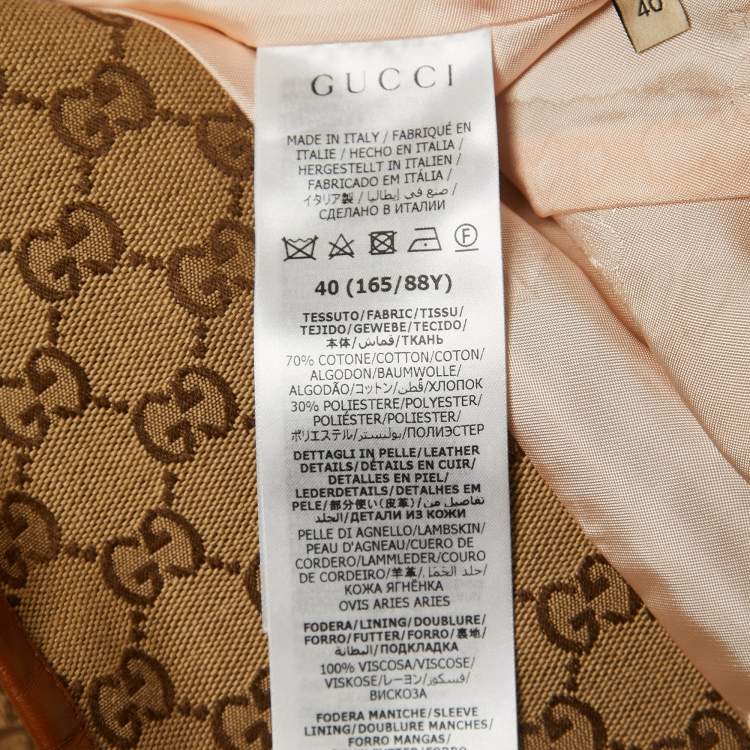 40
GUCCI
MADE IN ITALY / FABRIQUÉ EN
ITALIE / HECHO EN ITALIA /
HERGESTELLT IN ITALIEN /
FABRICADO EM ITÁLIA /
イタリア製 / صنع في إيطاليا /
СДЕЛАНО В ИТАЛИИ
F
40 (165/88Y)
TESSUTO/FABRIC/TISSU/
TEJIDO/GEWEBE/TECIDO/
本体/قماش/ТКАНЬ
70% COTONE/COTTON/COTON/
ALGODON/BAUMWOLLE/
ALGODÃO/コットン/قطن/ХЛОПОК
30% POLIESTERE/POLYESTER/
POLIÉSTER/POLIESTER/
ポリエステル/بوليستر/ПОЛИЭСТЕР
DETTAGLI IN PELLE/LEATHER
DETAILS/DÉTAILS EN CUIR/
DETALLES EN PIEL/
LEDERDETAILS/DETALHES EM
PELE/部分使い(皮革)/تفاصيل من
الجلد/ДЕТАЛИ ИЗ КОЖИ
PELLE DI AGNELLO/LAMBSKIN/
PEAU D'AGNEAU/CUERO DE
CORDERO/LAMMLEDER/COURO
DE CORDEIRO/羊革/جلد الحَمَل/
КОЖА ЯГНЁНКА
OVIS ARIES ARIES
FODERA/LINING/DOUBLURE/
FORRO/FUTTER/FORRO/裏地/
البطانة/ПОДКЛАДКА
100% VISCOSA/VISCOSE/
VISKOSE/レーヨン/فسكوز/
ВИСКОЗА
FODERA MANICHE/SLEEVE
LINING/DOUBLURE MANCHES/
FORRO MANGAS/